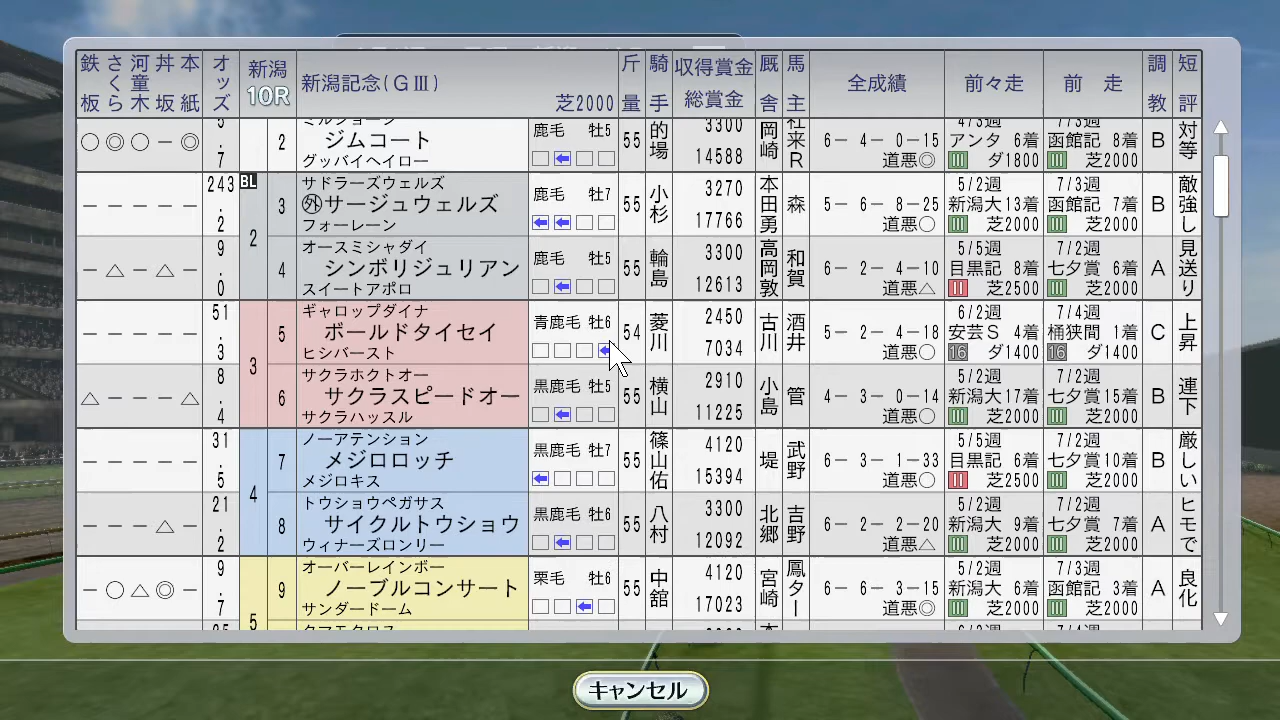 鉄板 さくら 河童木 丼坂 本紙 オッズ 新潟10R 新潟記念(GⅢ) 芝2000 斤量 騎手 収得賞金 総賞金 厩舎 馬主 全成績 前々走 前走 調教 短評
○ ◎ ○ － ◎ .7 2 ジムコート グッバイヘイロー 鹿毛 牡5 55 的場 3300 14588 岡崎 社来R 6－ 4－ 0－15 道悪◎ アンタ 6着 Ⅲ ダ1800 7/3週 函館記 8着 Ⅲ 芝2000 B 対等
－ － － － － 243.2 BL 2 3 サドラーズウェルズ 外サージュウェルズ フォーレーン 鹿毛 牡7 55 小杉 3270 17766 本田勇 森 5－ 6－ 8－25 道悪○ 5/2週 新潟大13着 Ⅲ 芝2000 7/3週 函館記 7着 Ⅲ 芝2000 B 敵強し
－ △ － △ － 9.0 4 オースミシャダイ シンボリジュリアン スイートアポロ 鹿毛 牡5 55 輪島 3300 12613 高岡敦 和賀 6－ 2－ 4－10 道悪△ 5/5週 目黒記 8着 Ⅱ 芝2500 7/2週 七夕賞 6着 Ⅲ 芝2000 A 見送り
－ － － － － 51.3 3 5 ギャロップダイナ ボールドタイセイ ヒシバースト 青鹿毛 牡6 54 菱川 2450 7034 古川 酒井 5－ 2－ 4－18 道悪○ 6/2週 安芸S 4着 16 ダ1400 7/4週 桶狭間 1着 16 ダ1400 C 上昇
△ － － － △ 8.4 6 サクラホクトオー サクラスピードオー サクラハッスル 黒鹿毛 牡5 55 横山 2910 11225 小島 管 4－ 3－ 0－14 道悪○ 5/2週 新潟大17着 Ⅲ 芝2000 7/2週 七夕賞15着 Ⅲ 芝2000 B 連下
－ － － － － 31.5 4 7 ノーアテンション メジロロッチ メジロキス 黒鹿毛 牡7 55 篠山佑 4120 15394 堤 武野 6－ 3－ 1－33 道悪○ 5/5週 目黒記 6着 Ⅱ 芝2500 7/2週 七夕賞10着 Ⅲ 芝2000 B 厳しい
－ － － △ － 21.2 8 トウショウペガサス サイクルトウショウ ウィナーズロンリー 黒鹿毛 牡6 55 八村 3300 12092 北郷 吉野 6－ 2－ 2－20 道悪△ 5/2週 新潟大 9着 Ⅲ 芝2000 7/2週 七夕賞 7着 Ⅲ 芝2000 A ヒモで
－ ○ △ ◎ － 9.7 5 9 オーバーレインボー ノーブルコンサート サンダードーム 栗毛 牡6 55 中舘 4120 17023 宮崎 鳳ター 6－ 6－ 3－15 道悪◎ 5/2週 新潟大 6着 Ⅲ 芝2000 7/3週 函館記 3着 Ⅲ 芝2000 A 良化
キャンセル